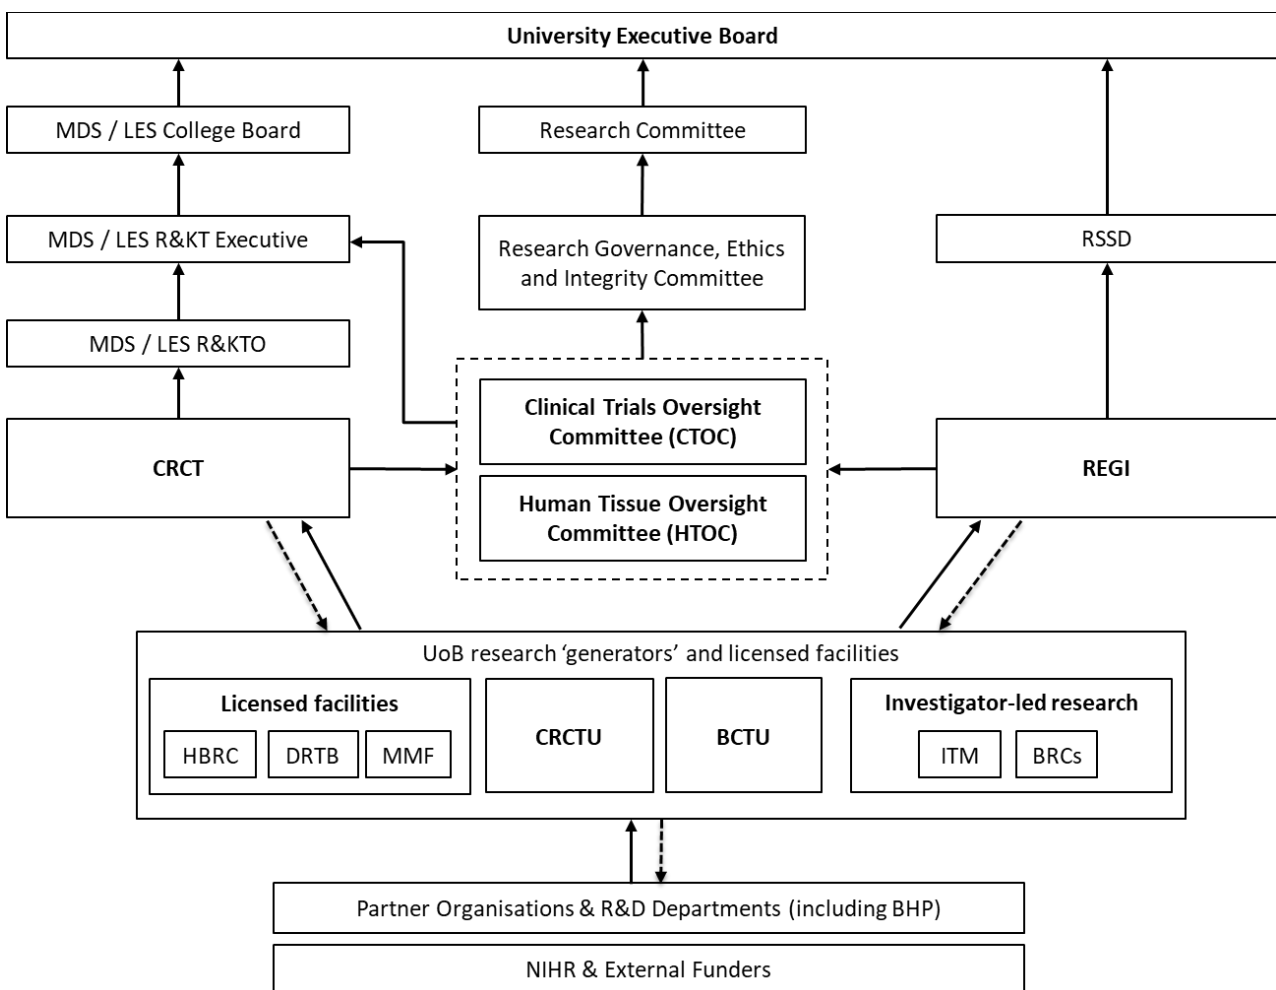 University Executive Board
MDS / LES College Board
Research Committee
MDS / LES R&KT Executive
Research Governance, Ethics
and Integrity Committee
RSSD
MDS / LES R&KTO
Clinical Trials Oversight
Committee (CTOC)
CRCT
REGI
Human Tissue Oversight
Committee (HTOC)
UoB research ‘generators’ and licensed facilities
Licensed facilities
HBRC
DRTB
MMF
CRCTU
BCTU
Investigator-led research
ITM
BRCs
Partner Organisations & R&D Departments (including BHP)
NIHR & External Funders